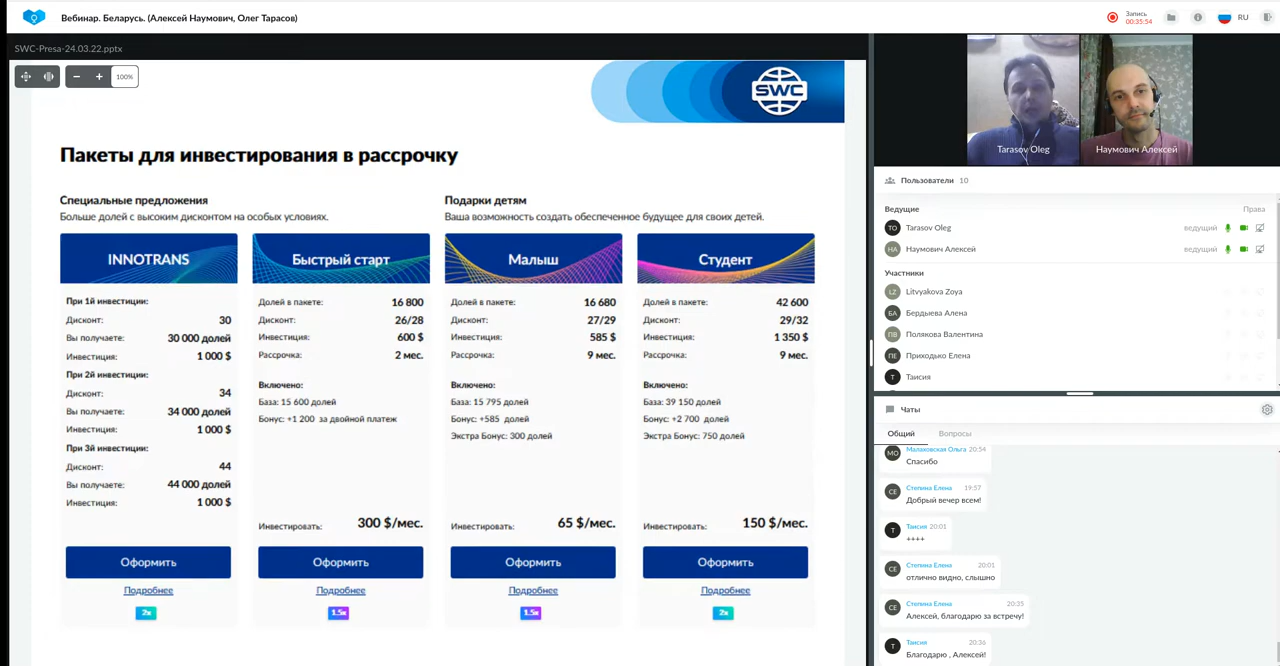 Вебинар. Беларусь. (Алексей Наумович, Олег Тарасов)
Запись
00:35:54
RU
SWC-Presa-24.03.22.pptx
100%
SWC
Пакеты для инвестирования в рассрочку
Специальные предложения
Больше долей с высоким дисконтом на особых условиях.
Подарки детям
Ваша возможность создать обеспеченное будущее для своих детей.
INNOTRANS
При 1й инвестиции:
Дисконт: 30
Вы получаете: 30 000 долей
Инвестиция: 1 000 $
При 2й инвестиции:
Дисконт: 34
Вы получаете: 34 000 долей
Инвестиция: 1 000 $
При 3й инвестиции:
Дисконт: 44
Вы получаете: 44 000 долей
Инвестиция: 1 000 $
Оформить
Подробнее
2x
Быстрый старт
Долей в пакете: 16 800
Дисконт: 26/28
Инвестиция: 600 $
Рассрочка: 2 мес.
Включено:
База: 15 600 долей
Бонус: +1 200 за двойной платеж
Инвестировать: 300 $/мес.
Оформить
Подробнее
1.5x
Малыш
Долей в пакете: 16 680
Дисконт: 27/29
Инвестиция: 585 $
Рассрочка: 9 мес.
Включено:
База: 15 795 долей
Бонус: +585 долей
Экстра Бонус: 300 долей
Инвестировать: 65 $/мес.
Оформить
Подробнее
1.5x
Студент
Долей в пакете: 42 600
Дисконт: 29/32
Инвестиция: 1 350 $
Рассрочка: 9 мес.
Включено:
База: 39 150 долей
Бонус: +2 700 долей
Экстра Бонус: 750 долей
Инвестировать: 150 $/мес.
Оформить
Подробнее
2x
Tarasov Oleg
Наумович Алексей
Пользователи 10
Ведущие Права
TO Tarasov Oleg ведущий
НА Наумович Алексей ведущий
Участники
LZ Litvyakova Zoya
БА Бердыева Алена
ПВ Полякова Валентина
ПЕ Приходько Елена
Т Таисия
Чаты
Общий Вопросы
МО Малаховская Ольга 20:54
Спасибо
СЕ Степина Елена 19:57
Добрый вечер всем!
Т Таисия 20:01
++++
СЕ Степина Елена 20:01
отлично видно, слышно
СЕ Степина Елена 20:35
Алексей, благодарю за встречу!
Т Таисия 20:36
Благодарю , Алексей!